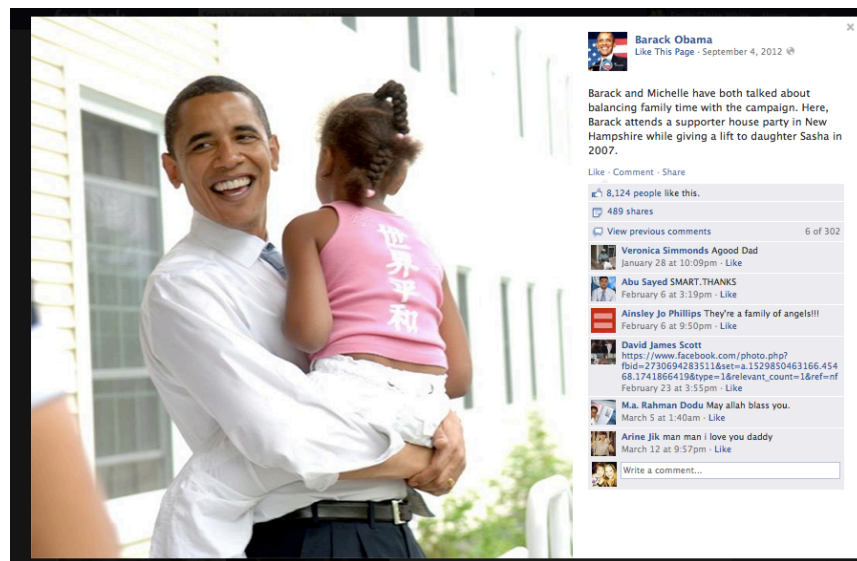 世
界
平
和
Barack Obama
Like This Page · September 4, 2012
Barack and Michelle have both talked about
balancing family time with the campaign. Here,
Barack attends a supporter house party in New
Hampshire while giving a lift to daughter Sasha in
2007.
Like · Comment · Share
8,124 people like this.
489 shares
View previous comments 6 of 302
Veronica Simmonds Agood Dad
January 28 at 10:09pm · Like
Abu Sayed SMART.THANKS
February 6 at 3:19pm · Like
Ainsley Jo Phillips They're a family of angels!!!
February 6 at 9:50pm · Like
David James Scott
https://www.facebook.com/photo.php?
fbid=2730694283511&set=a.1529850463166.454
68.1741866419&type=1&relevant_count=1&ref=nf
February 23 at 3:55pm · Like
M.a. Rahman Dodu May allah blass you.
March 5 at 1:40am · Like
Arine Jik man man i love you daddy
March 12 at 9:57pm · Like
Write a comment...